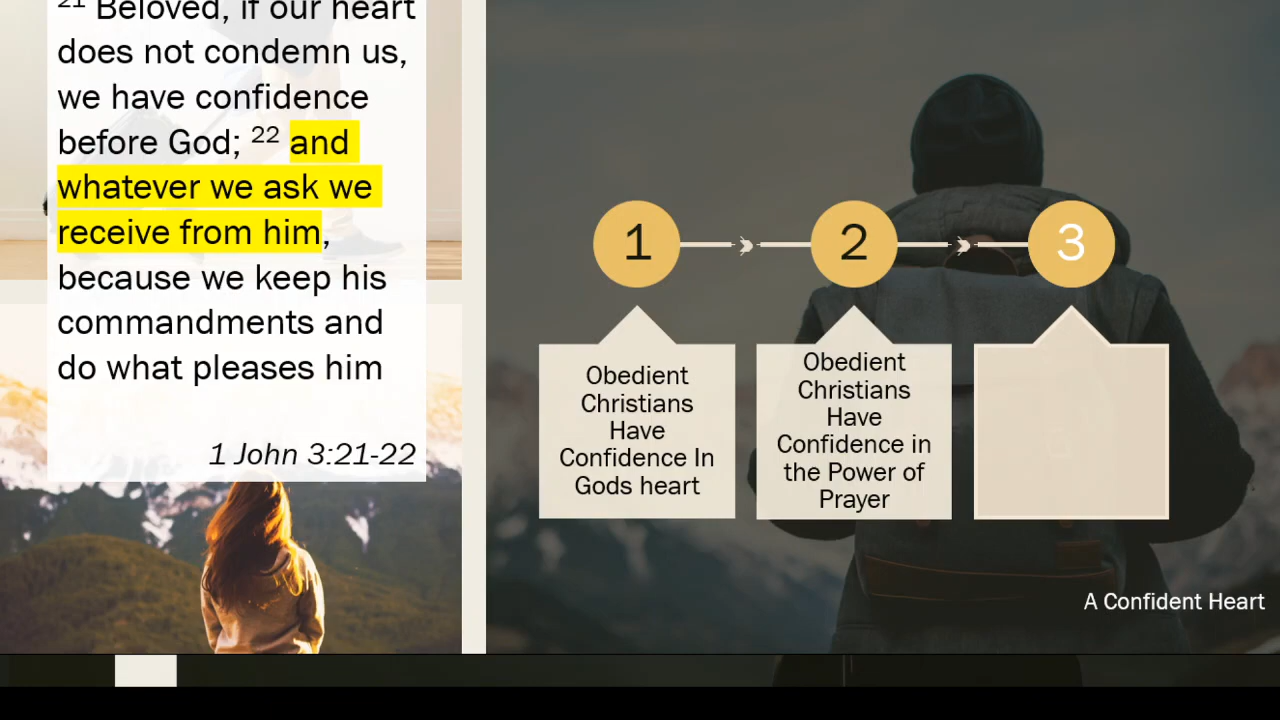 21 Beloved, if our heart
does not condemn us,
we have confidence
before God; 22 and
whatever we ask we
receive from him,
because we keep his
commandments and
do what pleases him
1 John 3:21-22
1
2
3
Obedient
Christians
Have
Confidence In
Gods heart
Obedient
Christians
Have
Confidence in
the Power of
Prayer
A Confident Heart